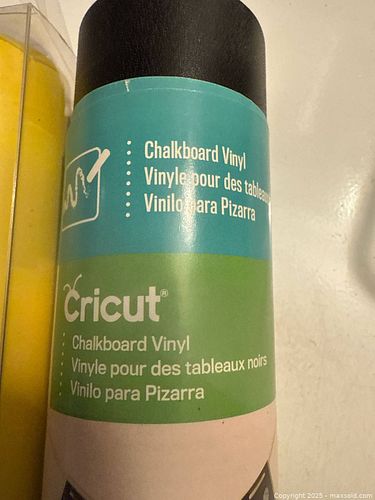 Chalkboard Vinyl
Vinyle pour des tableau
Vinilo para Pizarra
Cricut®
Chalkboard Vinyl
Vinyle pour des tableaux noirs
Vinilo para Pizarra
Copyright 2025 - maxsold.com